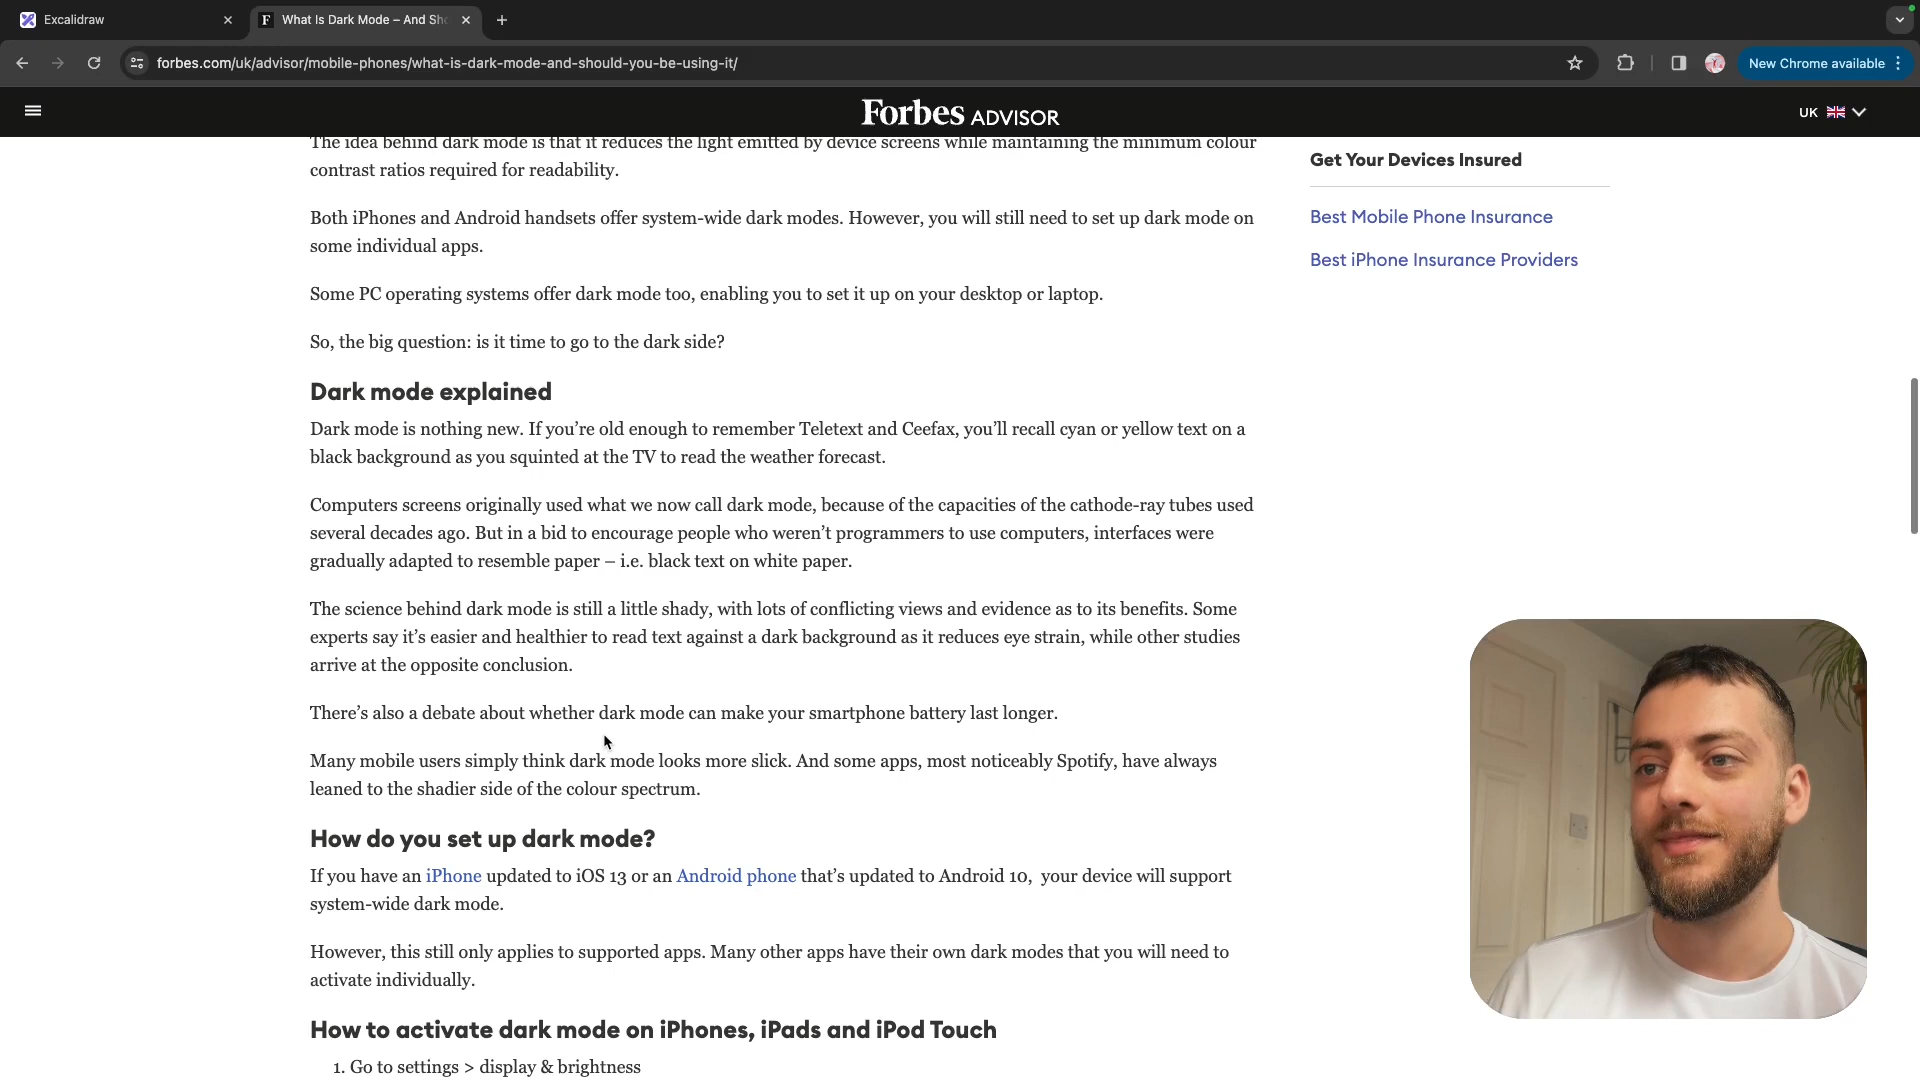 Excalidraw
What Is Dark Mode – And Sho
forbes.com/uk/advisor/mobile-phones/what-is-dark-mode-and-should-you-be-using-it/
New Chrome available
Forbes ADVISOR
UK
The idea behind dark mode is that it reduces the light emitted by device screens while maintaining the minimum colour
contrast ratios required for readability.
Both iPhones and Android handsets offer system-wide dark modes. However, you will still need to set up dark mode on
some individual apps.
Some PC operating systems offer dark mode too, enabling you to set it up on your desktop or laptop.
So, the big question: is it time to go to the dark side?
Dark mode explained
Dark mode is nothing new. If you’re old enough to remember Teletext and Ceefax, you’ll recall cyan or yellow text on a
black background as you squinted at the TV to read the weather forecast.
Computers screens originally used what we now call dark mode, because of the capacities of the cathode-ray tubes used
several decades ago. But in a bid to encourage people who weren’t programmers to use computers, interfaces were
gradually adapted to resemble paper – i.e. black text on white paper.
The science behind dark mode is still a little shady, with lots of conflicting views and evidence as to its benefits. Some
experts say it’s easier and healthier to read text against a dark background as it reduces eye strain, while other studies
arrive at the opposite conclusion.
There’s also a debate about whether dark mode can make your smartphone battery last longer.
Many mobile users simply think dark mode looks more slick. And some apps, most noticeably Spotify, have always
leaned to the shadier side of the colour spectrum.
How do you set up dark mode?
If you have an iPhone updated to iOS 13 or an Android phone that’s updated to Android 10, your device will support
system-wide dark mode.
However, this still only applies to supported apps. Many other apps have their own dark modes that you will need to
activate individually.
How to activate dark mode on iPhones, iPads and iPod Touch
1. Go to settings > display & brightness
Get Your Devices Insured
Best Mobile Phone Insurance
Best iPhone Insurance Providers